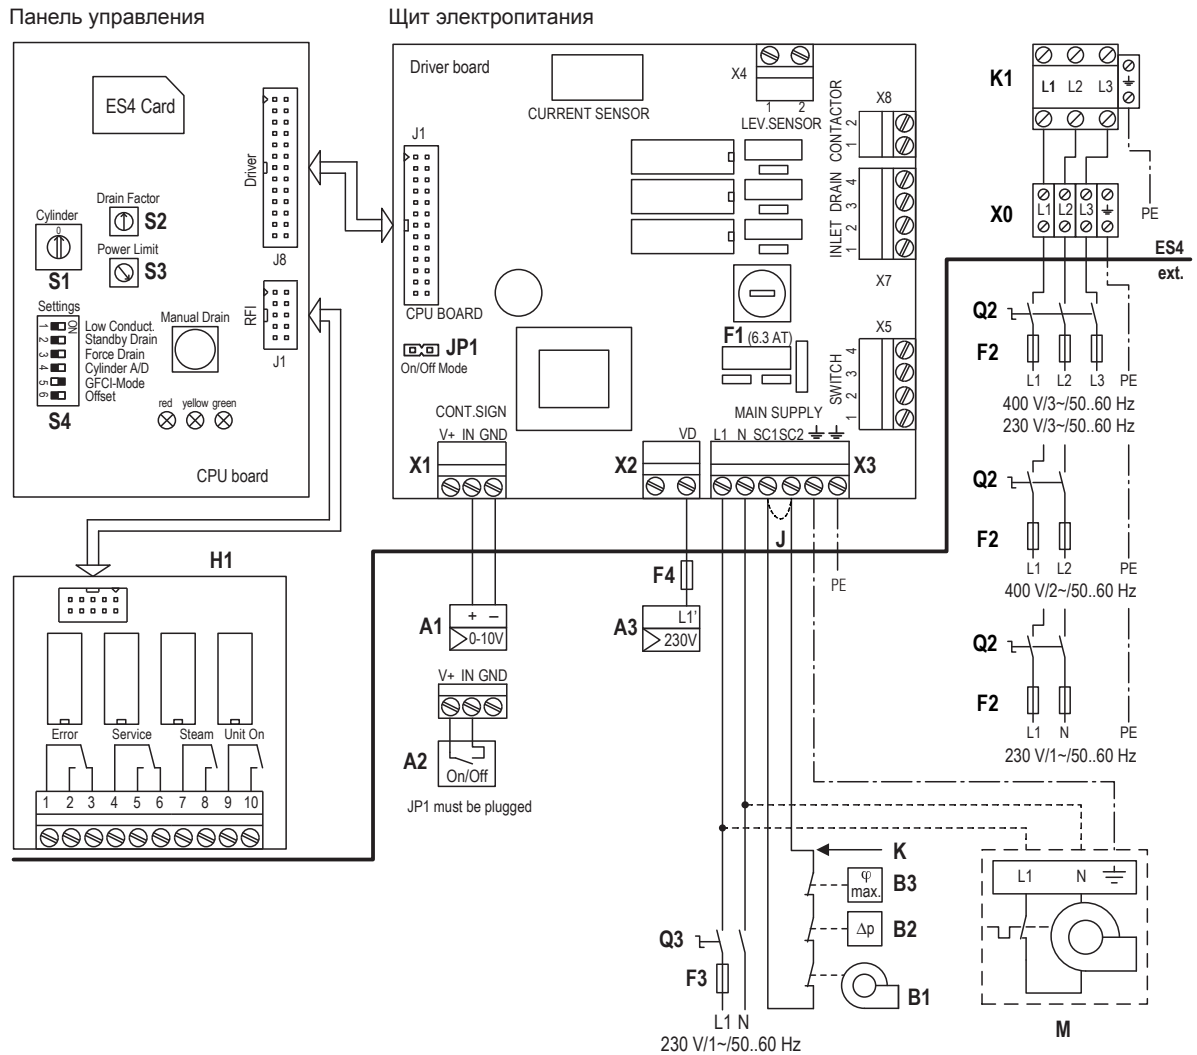 Панель управления
Щит электропитания
ES4 Card
Driver
J8
Drain Factor
S2
Cylinder
0
S1
Power Limit
S3
Settings
ON
1
2
3
4
5
6
Low Conduct.
Standby Drain
Force Drain
Cylinder A/D
GFCI-Mode
Offset
S4
Manual Drain
RFI
J1
red yellow green
CPU board
Driver board
CURRENT SENSOR
X4
1 2
LEV.SENSOR
J1
CPU BOARD
JP1
On/Off Mode
X8
CONTACTOR
1 2
INLET DRAIN
1 2 3 4
X7
F1 (6.3 AT)
X5
SWITCH
1 2 3 4
CONT.SIGN
V+ IN GND
X1
VD
X2
MAIN SUPPLY
L1 N SC1 SC2
X3
J
PE
K1
L1 L2 L3
X0
L1 L2 L3
PE
ES4
ext.
Q2
F2
L1 L2 L3 PE
400 V/3~/50..60 Hz
230 V/3~/50..60 Hz
Q2
F2
L1 L2 PE
400 V/2~/50..60 Hz
Q2
F2
L1 N PE
230 V/1~/50..60 Hz
H1
Error Service Steam Unit On
1 2 3 4 5 6 7 8 9 10
A1
+ –
0-10V
V+ IN GND
A2
On/Off
JP1 must be plugged
F4
A3
L1'
230V
K
φ
max.
B3
Δp
B2
B1
Q3
F3
L1 N
230 V/1~/50..60 Hz
L1 N
M